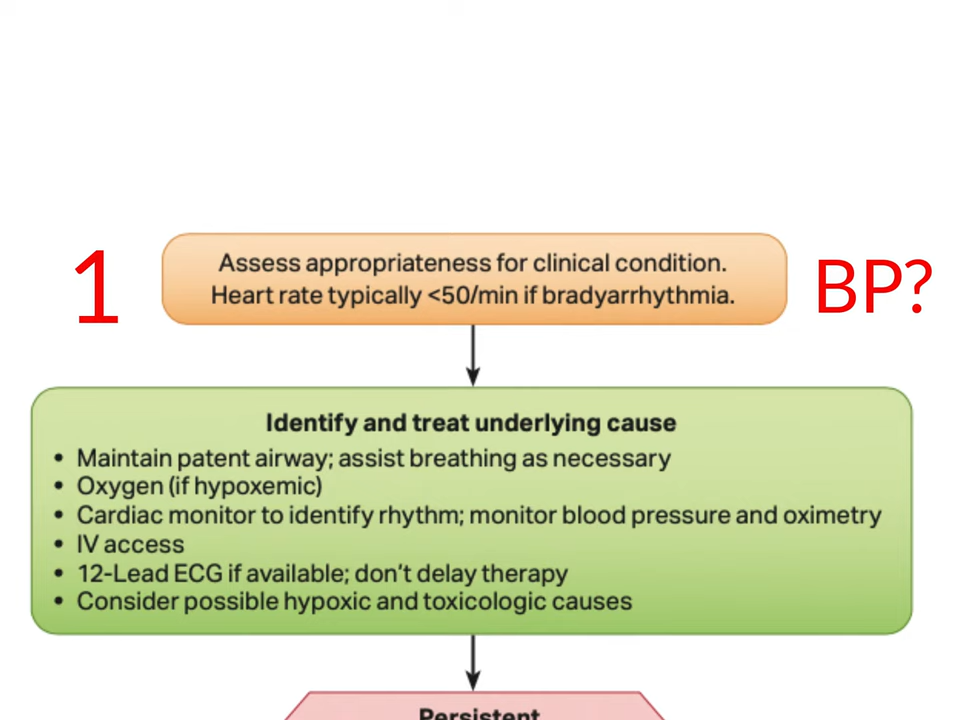 1
Assess appropriateness for clinical condition.
Heart rate typically <50/min if bradyarrhythmia.
BP?
Identify and treat underlying cause
• Maintain patent airway; assist breathing as necessary
• Oxygen (if hypoxemic)
• Cardiac monitor to identify rhythm; monitor blood pressure and oximetry
• IV access
• 12-Lead ECG if available; don't delay therapy
• Consider possible hypoxic and toxicologic causes
Persistent